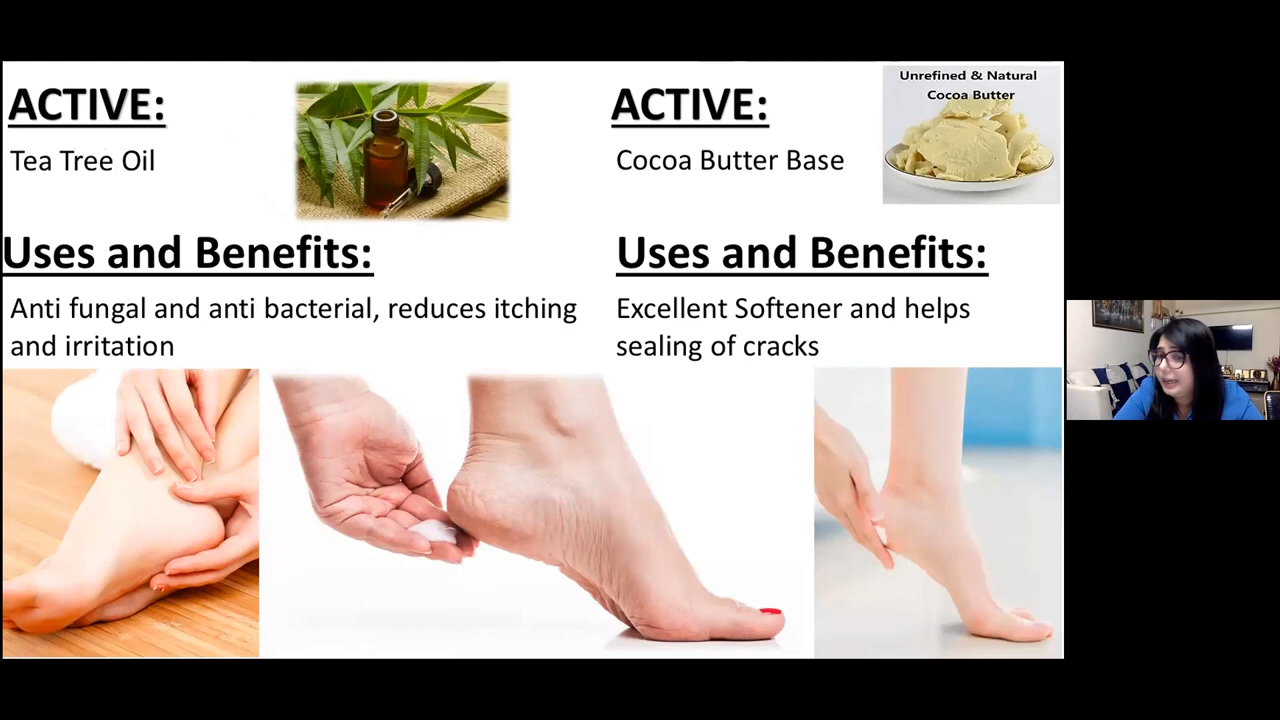 ACTIVE:
Tea Tree Oil
Uses and Benefits:
Anti fungal and anti bacterial, reduces itching
and irritation
ACTIVE:
Cocoa Butter Base
Unrefined & Natural
Cocoa Butter
Uses and Benefits:
Excellent Softener and helps
sealing of cracks